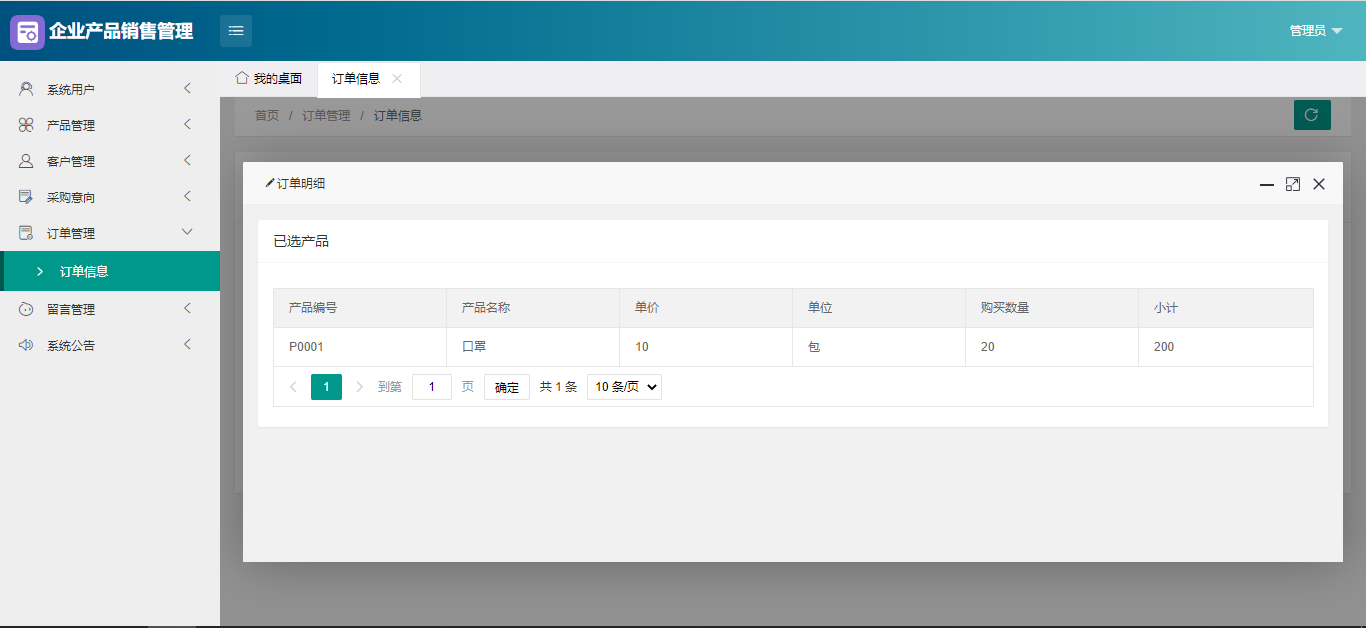 企业产品销售管理
管理员
系统用户
产品管理
客户管理
采购意向
订单管理
订单信息
留言管理
系统公告
我的桌面 订单信息
首页 / 订单管理 / 订单信息
订单明细
已选产品
产品编号 产品名称 单价 单位 购买数量 小计
P0001 口罩 10 包 20 200
1 到第 1 页 确定 共 1 条 10 条/页